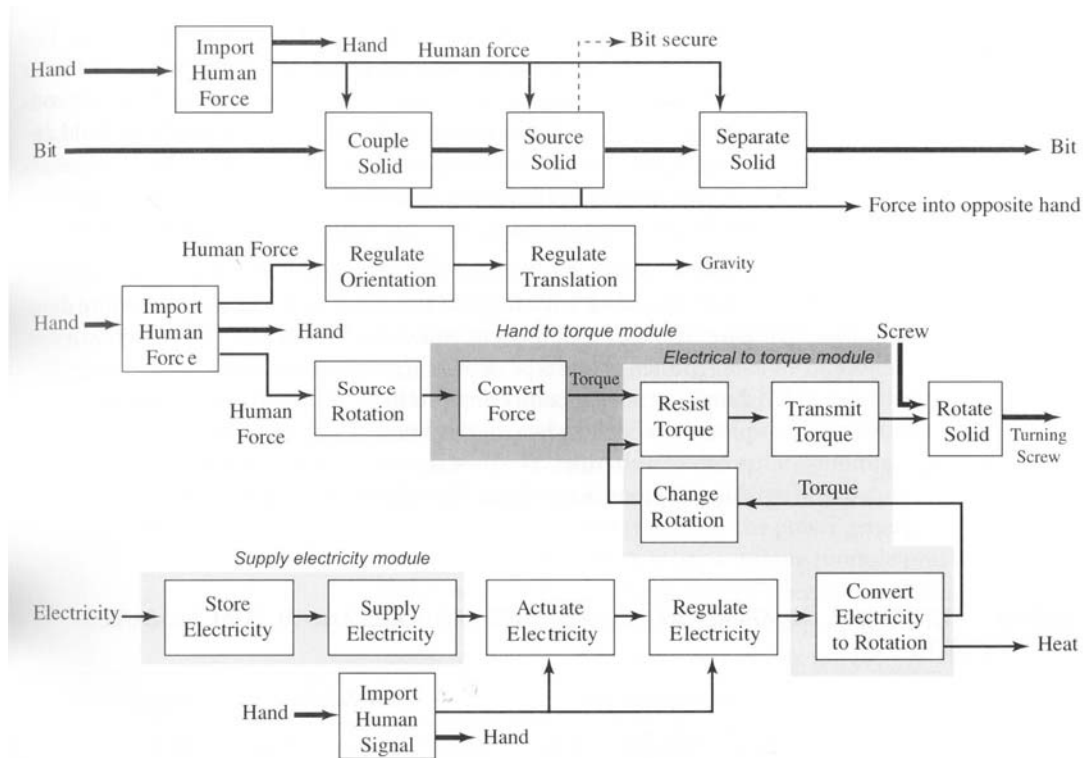 Import
Human
Force
Hand
Human force
Bit secure
Hand
Bit
Couple
Solid
Source
Solid
Separate
Solid
Bit
Force into opposite hand
Human Force
Regulate
Orientation
Regulate
Translation
Gravity
Hand
Import
Human
Force
Hand
Human
Force
Source
Rotation
Hand to torque module
Convert
Force
Torque
Electrical to torque module
Resist
Torque
Transmit
Torque
Screw
Rotate
Solid
Turning
Screw
Change
Rotation
Torque
Supply electricity module
Electricity
Store
Electricity
Supply
Electricity
Actuate
Electricity
Regulate
Electricity
Convert
Electricity
to Rotation
Heat
Hand
Import
Human
Signal
Hand